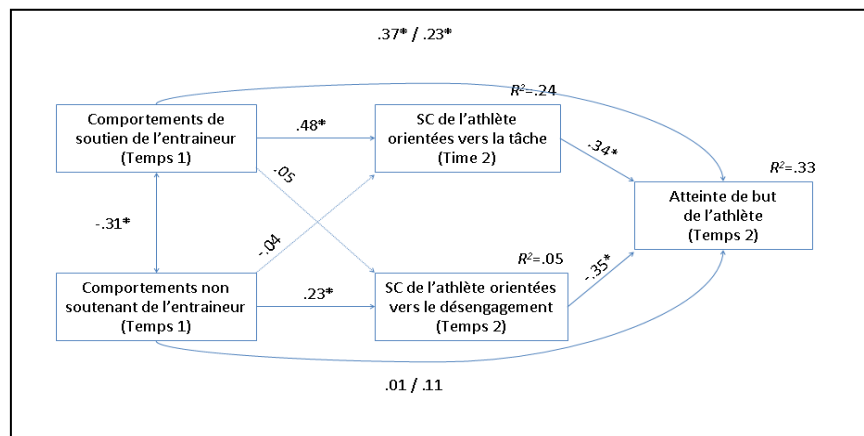 .37* / .23*
R²=.24
Comportements de
soutien de l'entraineur
(Temps 1)
.48*
SC de l'athlète
orientées vers la tâche
(Time 2)
.34*
R²=.33
.05
Atteinte de but
de l'athlète
(Temps 2)
-.31*
-.04
R²=.05
-.35*
Comportements non
soutenant de l'entraineur
(Temps 1)
.23*
SC de l'athlète orientées
vers le désengagement
(Temps 2)
.01 / .11